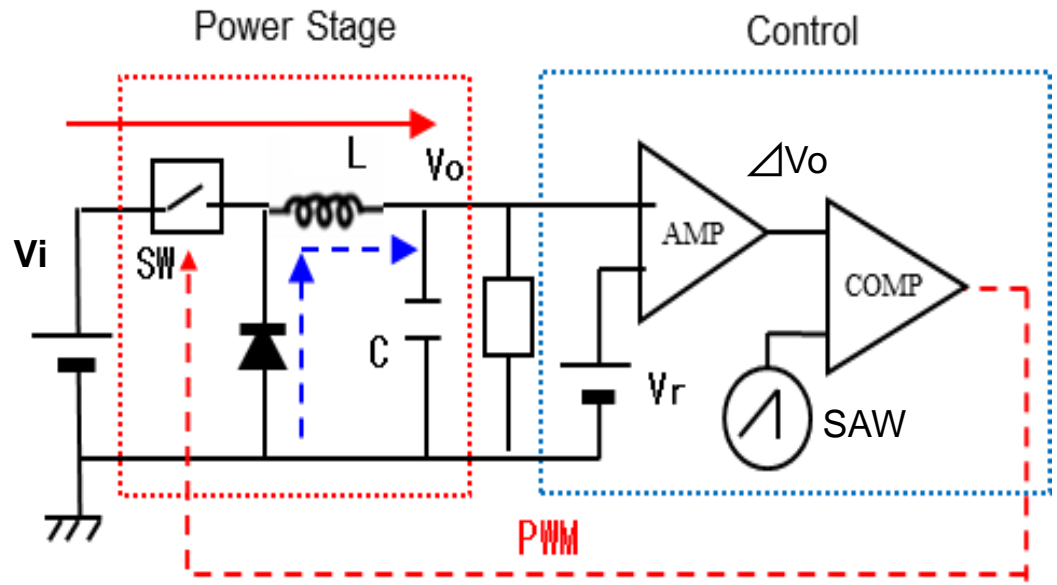 Power Stage
Control
L
Vo
⊿Vo
Vi
SW
AMP
COMP
C
Vr
SAW
PWM